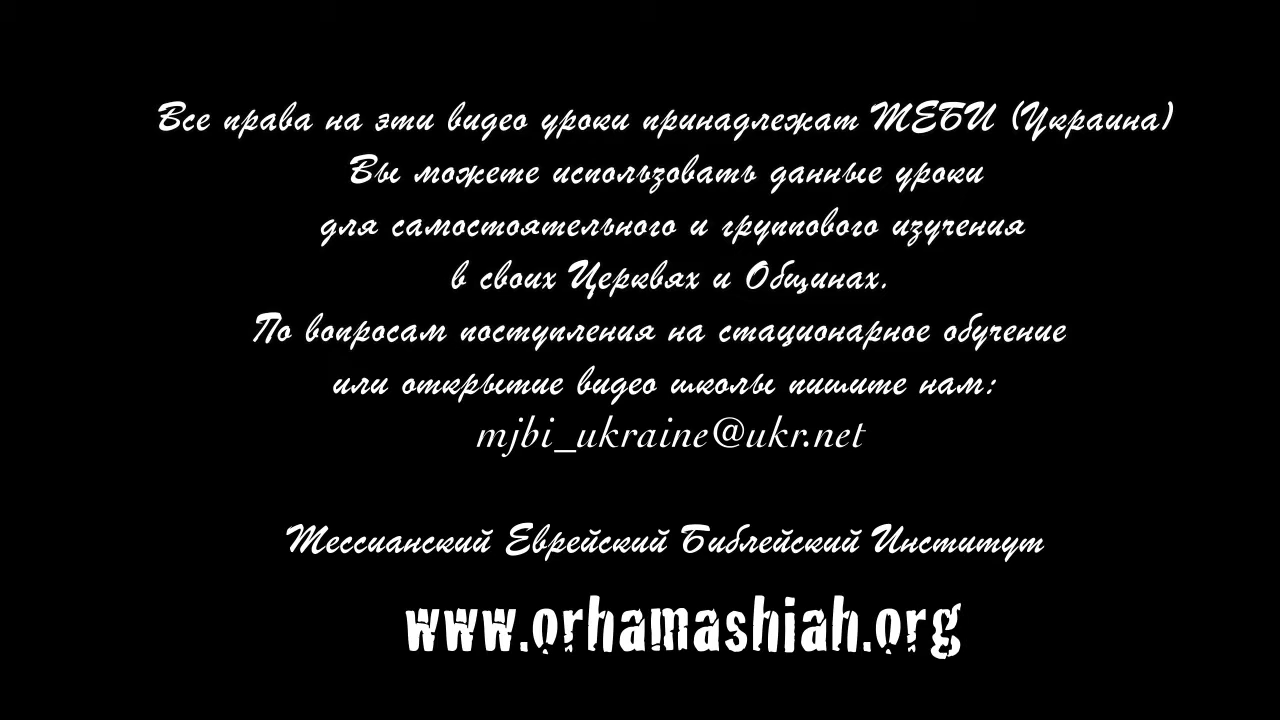 Все права на эти видео уроки принадлежат МЕБИ (Украина)
Вы можете использовать данные уроки
для самостоятельного и группового изучения
в своих Церквях и Общинах.
По вопросам поступления на стационарное обучение
или открытие видео школы пишите нам:
mjbi_ukraine@ukr.net
Мессианский Еврейский Библейский Институт
www.orhamashiah.org